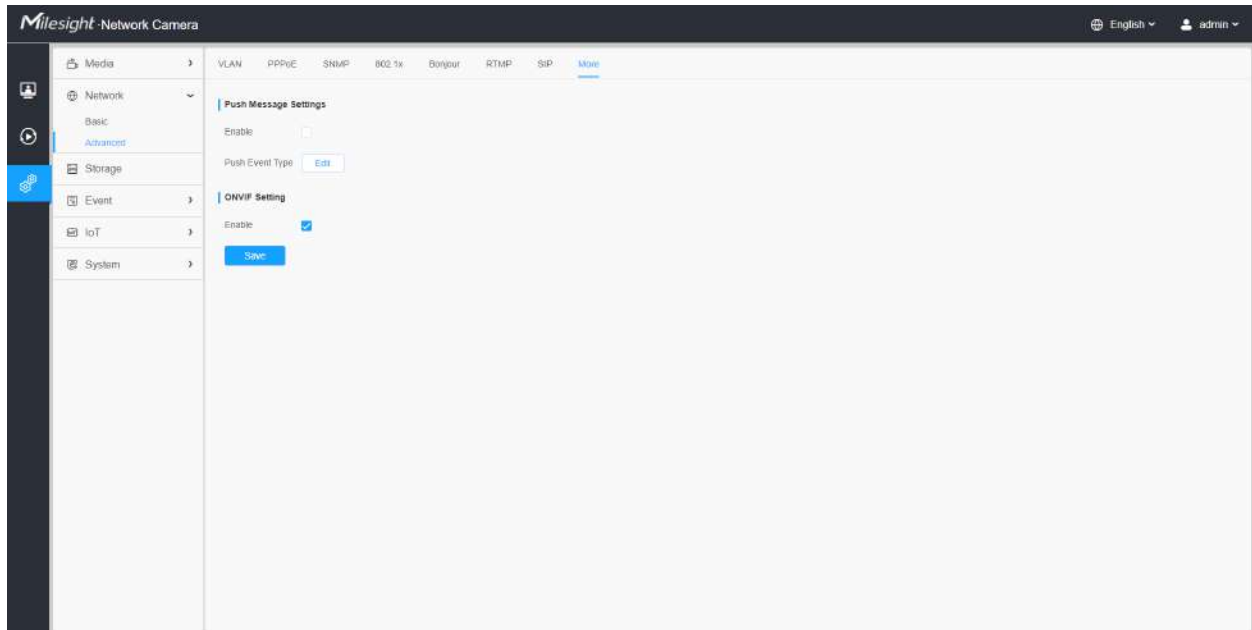 Milesight-Network Camera
English
admin
Media
Network
Basic
Advanced
Storage
Event
IoT
System
VLAN PPPoE SNMP 802.1x Bonjour RTMP SIP More
Push Message Settings
Enable
Push Event Type Edit
ONVIF Setting
Enable
Save